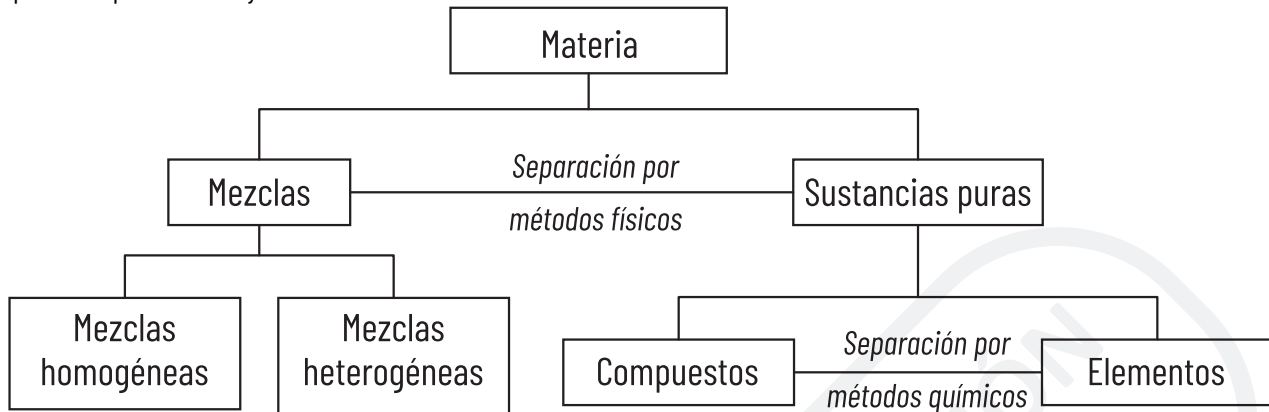 Materia
Separación por
Mezclas
Sustancias puras
métodos físicos
Mezclas
homogéneas
Mezclas
heterogéneas
Separación por
Compuestos
Elementos
métodos químicos